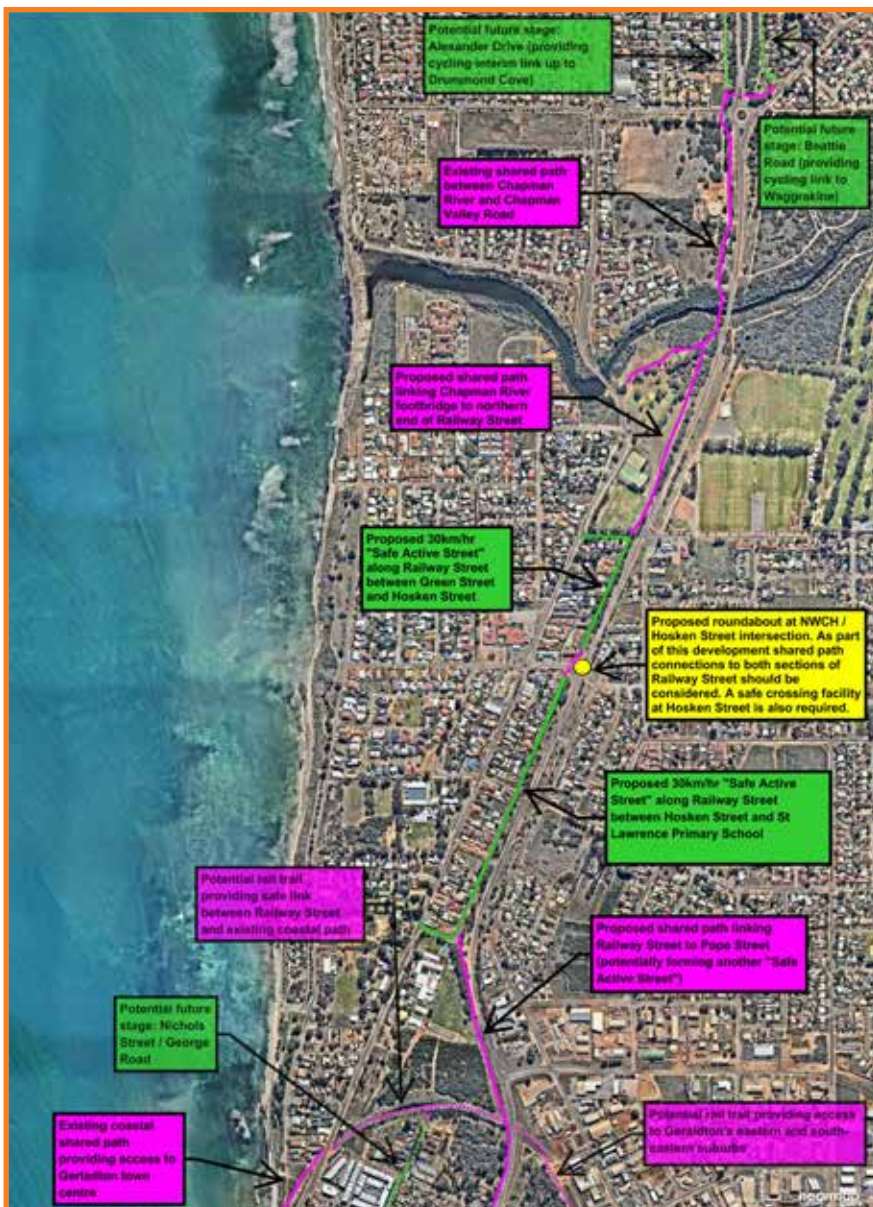 Potential future stage:
Alexander Drive (providing
cycling interim link up to
Drummond Cove)
Potential future
stage: Beattie
Road (providing
cycling link to
Waggrakine)
Existing shared path
between Chapman
River and Chapman
Valley Road
Proposed shared path
linking Chapman River
footbridge to northern
end of Railway Street
Proposed 30km/hr
"Safe Active Street"
along Railway Street
between Green Street
and Hosken Street
Proposed roundabout at NWCH /
Hosken Street intersection. As part
of this development shared path
connections to both sections of
Railway Street should be
considered. A safe crossing facility
at Hosken Street is also required.
Proposed 30km/hr "Safe Active
Street" along Railway Street
between Hosken Street and St
Lawrence Primary School
Potential rail trail
providing safe link
between Railway Street
and existing coastal path
Proposed shared path linking
Railway Street to Pope Street
(potentially forming another "Safe
Active Street")
Potential future
stage: Nichols
Street / George
Road
Existing coastal
shared path
providing access to
Gerladton town
centre
Potential rail trail providing access
to Geraldton's eastern and south-
eastern suburbs
nearmap